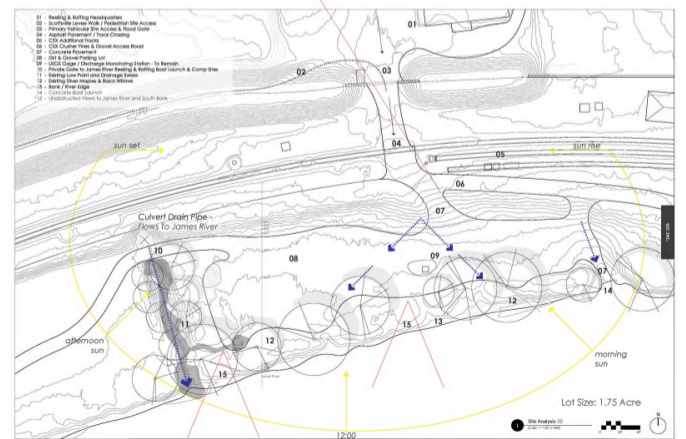 01 - Reeling & Rafting Headquarters
02 - Scottsville Levee Walk / Pedestrian Site Access
03 - Primary Vehicular Site Access & Flood Gate
04 - Asphalt Pavement / Track Crossing
05 - CSX Additional Tracks
06 - CSX Crusher Fines & Gravel Access Road
07 - Concrete Pavement
08 - Dirt & Gravel Parking Lot
09 - USGS Gage / Discharge Monitoring Station - To Remain
10 - Private Gate to James River Reeling & Rafting Boat Launch & Camp Sites
11 - Existing Low Point and Drainage Swale
12 - Existing Silver Maples & Black Willows
13 - Bank / River Edge
14 - Concrete Boat Launch
15 - Unobstructed Views to James River and South Bank
01
02
03
04
sun set
sun rise
05
06
07
Culvert Drain Pipe -
Flows To James River
10
08
09
07
14
12
11
15
13
12
afternoon
sun
15
morning
sun
Lot Size: 1.75 Acre
1
Site Analysis 02
N
12:00